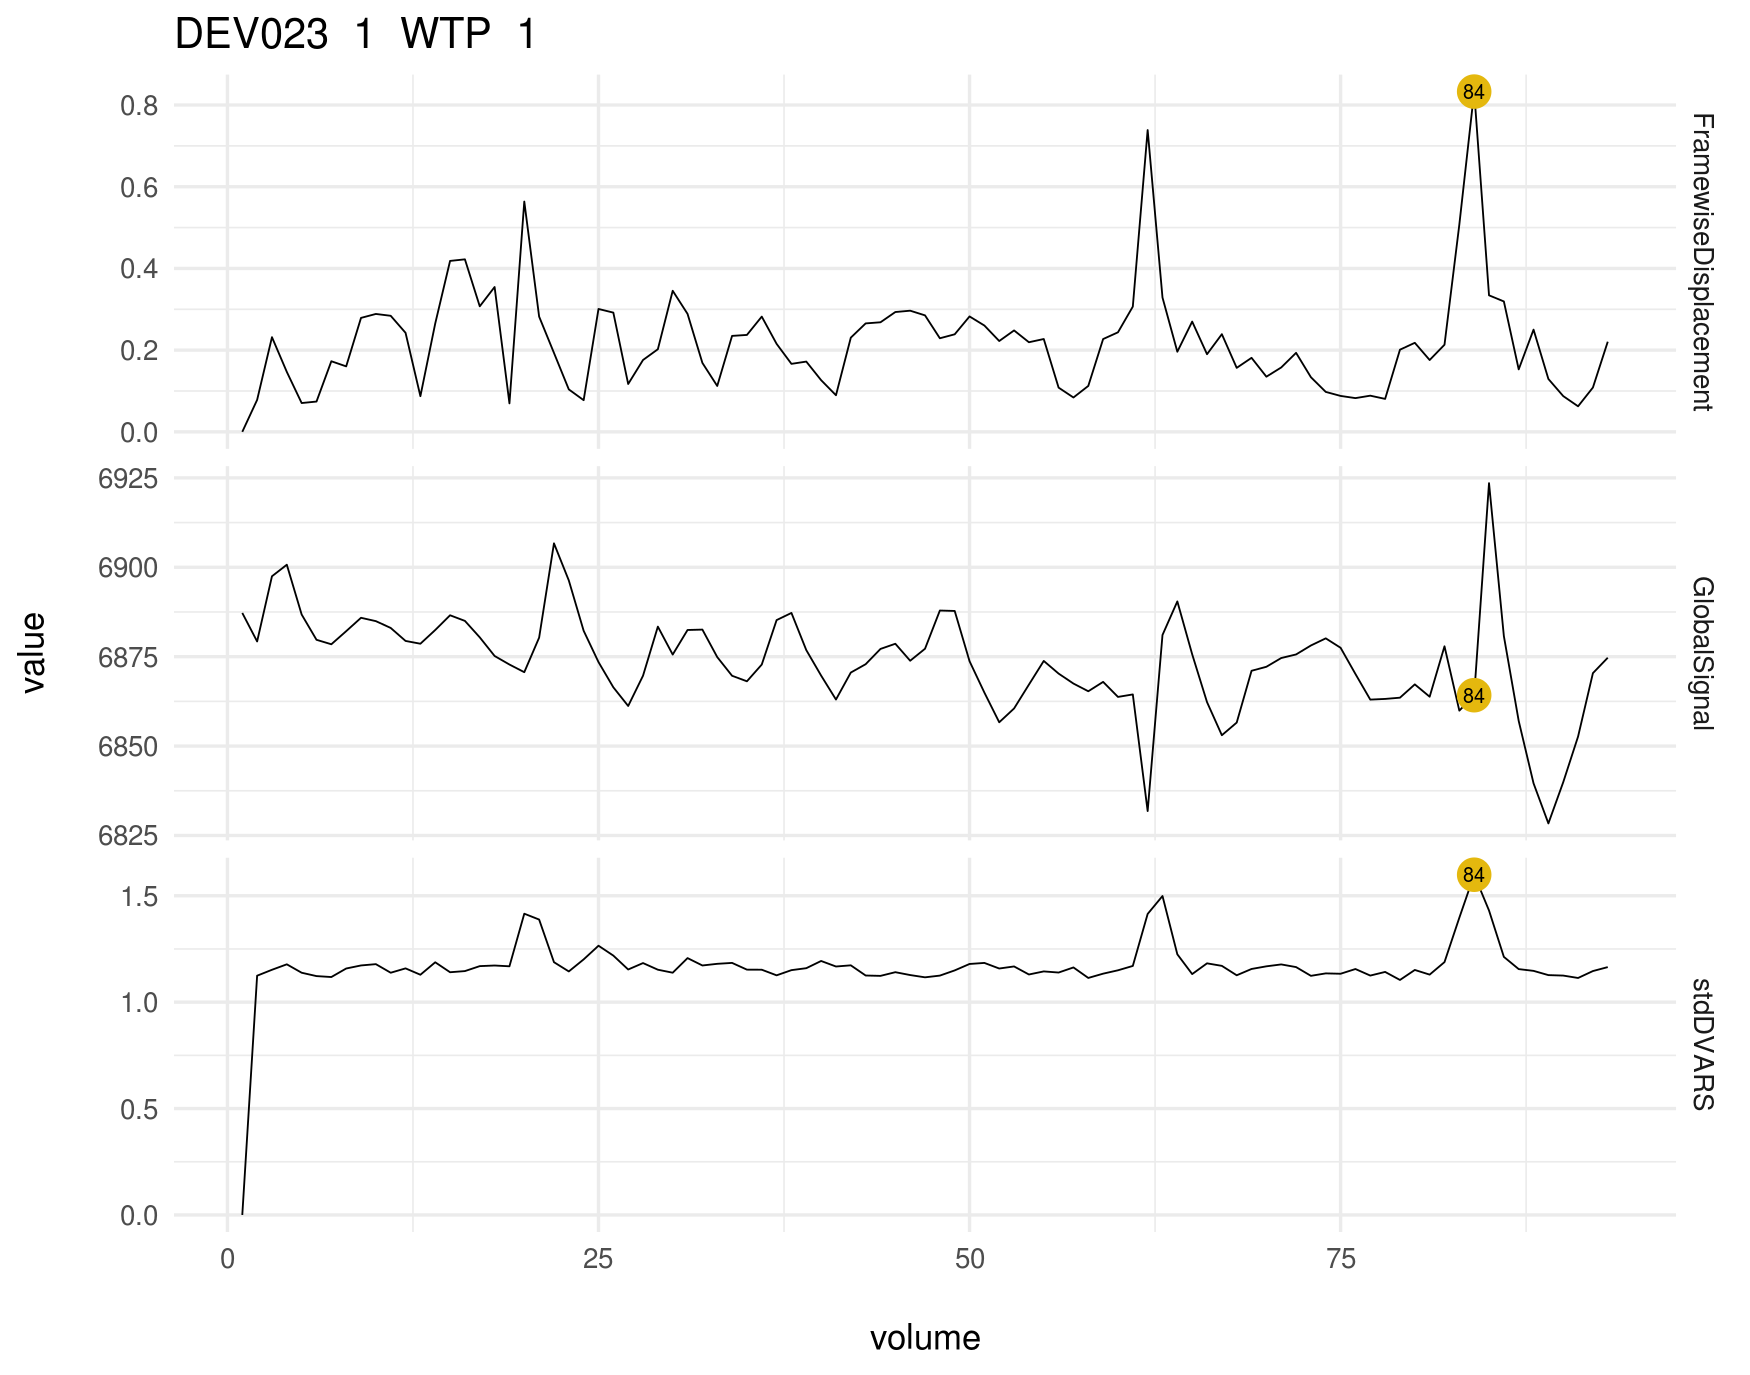 DEV023 1 WTP 1
0.8
0.6
0.4
0.2
0.0
84
FramewiseDisplacement
6925
6900
6875
6850
6825
84
GlobalSignal
value
1.5
1.0
0.5
0.0
84
stdDVARS
0 25 50 75
volume